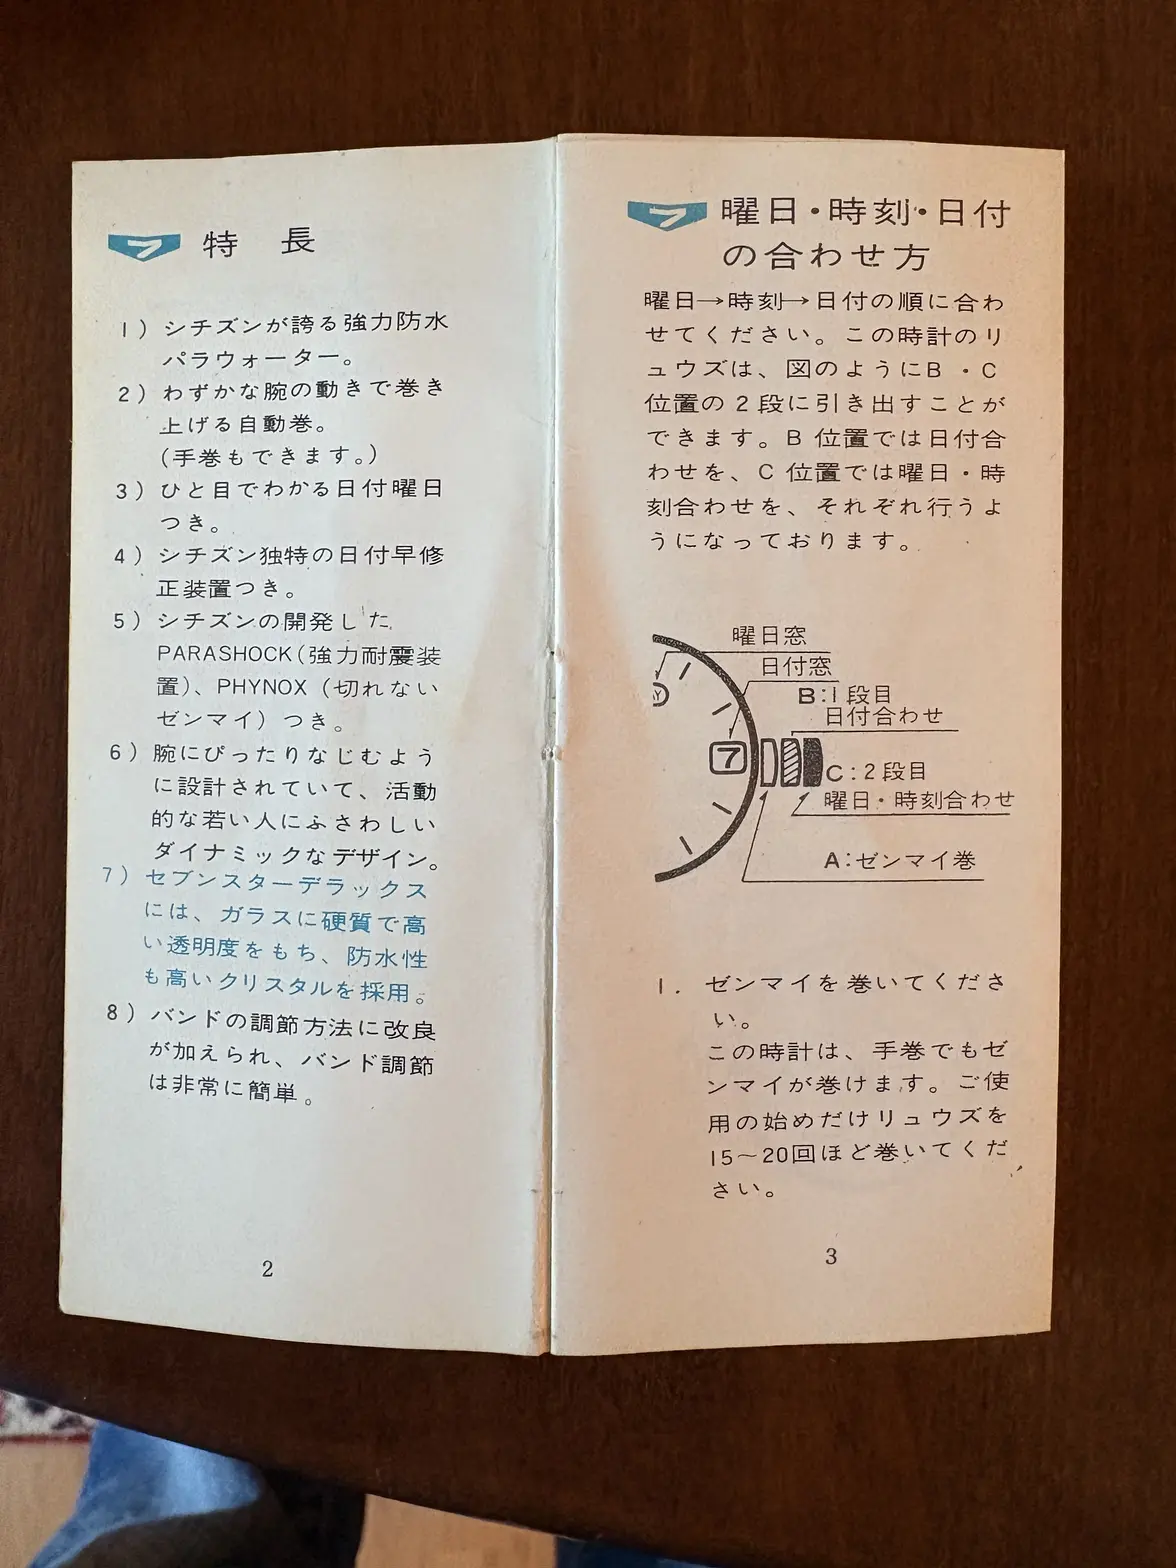 特 長
1) シチズンが誇る強力防水
パラウォーター。
2) わずかな腕の動きで巻き
上げる自動巻。
(手巻もできます。)
3) ひと目でわかる日付曜日
つき。
4) シチズン独特の日付早修
正装置つき。
5) シチズンの開発した
PARASHOCK(強力耐震装
置)、PHYNOX (切れない
ゼンマイ) つき。
6) 腕にぴったりなじむよう
に設計されていて、活動
的な若い人にふさわしい
ダイナミックなデザイン。
7) セブンスターデラックス
には、ガラスに硬質で高
い透明度をもち、防水性
も高いクリスタルを採用。
8) バンドの調節方法に改良
が加えられ、バンド調節
は非常に簡単。
2
曜日・時刻・日付
の合わせ方
曜日→時刻→日付の順に合わ
せてください。この時計のリ
ュウズは、図のようにB・C
位置の2段に引き出すことが
できます。B位置では日付合
わせを、C位置では曜日・時
刻合わせを、それぞれ行うよ
うになっております。
曜日窓
日付窓
B:1段目
日付合わせ
7
C:2段目
曜日・時刻合わせ
A:ゼンマイ巻
1. ゼンマイを巻いてくださ
い。
この時計は、手巻でもゼ
ンマイが巻けます。ご使
用の始めだけリュウズを
15〜20回ほど巻いてくだ
さい。
3